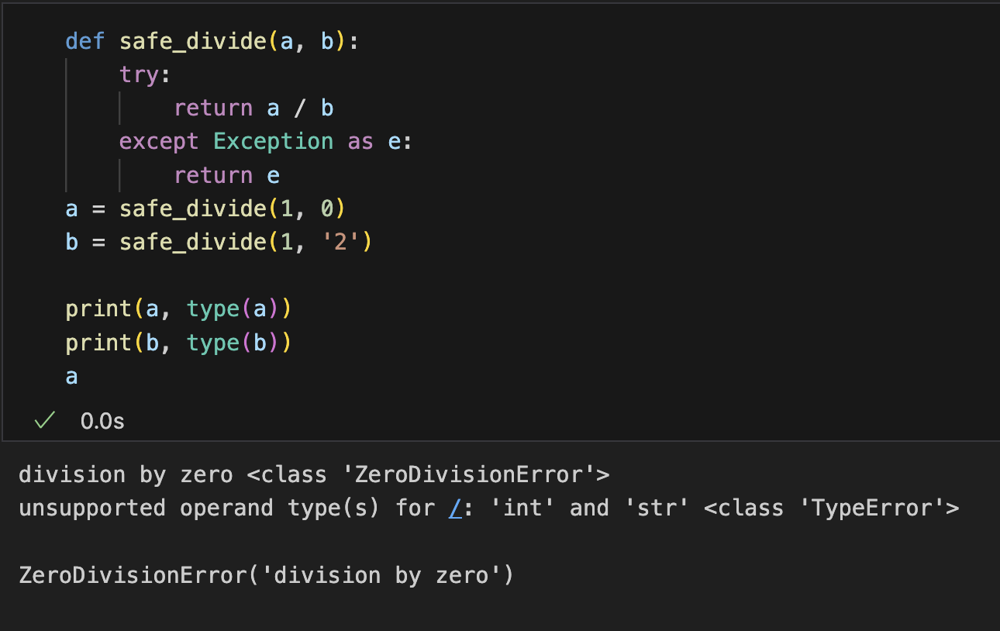 def safe_divide(a, b):
    try:
        return a / b
    except Exception as e:
        return e
a = safe_divide(1, 0)
b = safe_divide(1, '2')

print(a, type(a))
print(b, type(b))
a
✓ 0.0s
division by zero <class 'ZeroDivisionError'>
unsupported operand type(s) for /: 'int' and 'str' <class 'TypeError'>

ZeroDivisionError('division by zero')